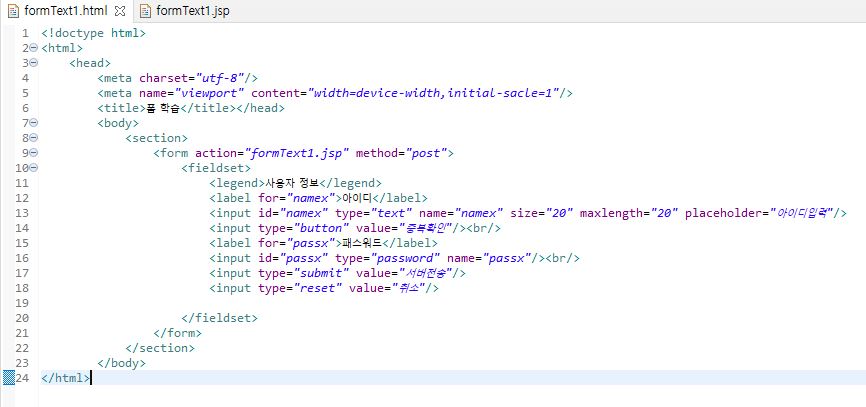 formText1.html formText1.jsp
1 <!doctype html>
2 <html>
3 <head>
4 <meta charset="utf-8"/>
5 <meta name="viewport" content="width=device-width,initial-sacle=1"/>
6 <title>폼 학습</title></head>
7 <body>
8 <section>
9 <form action="formText1.jsp" method="post">
10 <fieldset>
11 <legend>사용자 정보</legend>
12 <label for="namex">아이디</label>
13 <input id="namex" type="text" name="namex" size="20" maxlength="20" placeholder="아이디입력"/>
14 <input type="button" value="중복확인"/><br/>
15 <label for="passx">패스워드</label>
16 <input id="passx" type="password" name="passx"/><br/>
17 <input type="submit" value="서버전송"/>
18 <input type="reset" value="취소"/>
19
20 </fieldset>
21 </form>
22 </section>
23 </body>
24 </html>